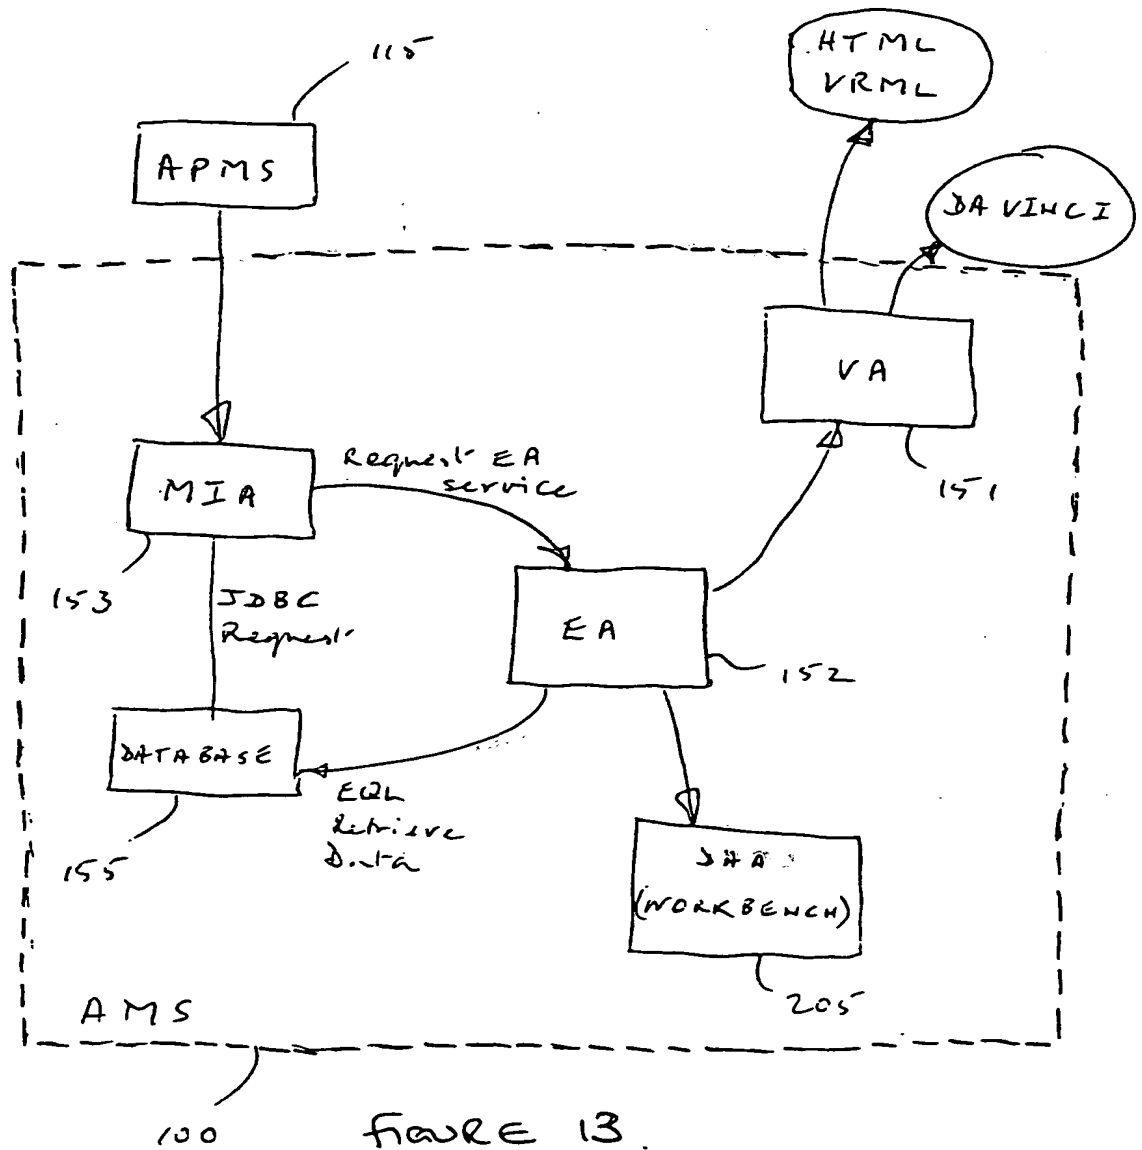 115
HTML
VRML
APMS
DA VINCI
VA
Request EA
service
MIA
151
153
JDBC
Request
EA
152
DATABASE
Retrieve
Data
155
(WORKBENCH)
205
AMS
100
FIGURE 13.